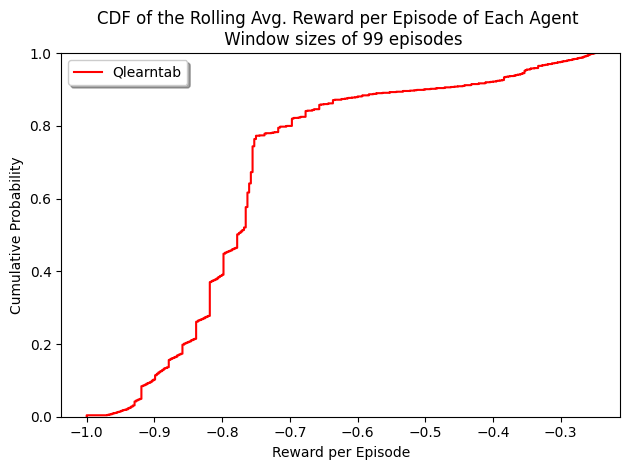 CDF of the Rolling Avg. Reward per Episode of Each Agent
Window sizes of 99 episodes
Qlearntab
Cumulative Probability
1.0
0.8
0.6
0.4
0.2
0.0
−1.0 −0.9 −0.8 −0.7 −0.6 −0.5 −0.4 −0.3
Reward per Episode